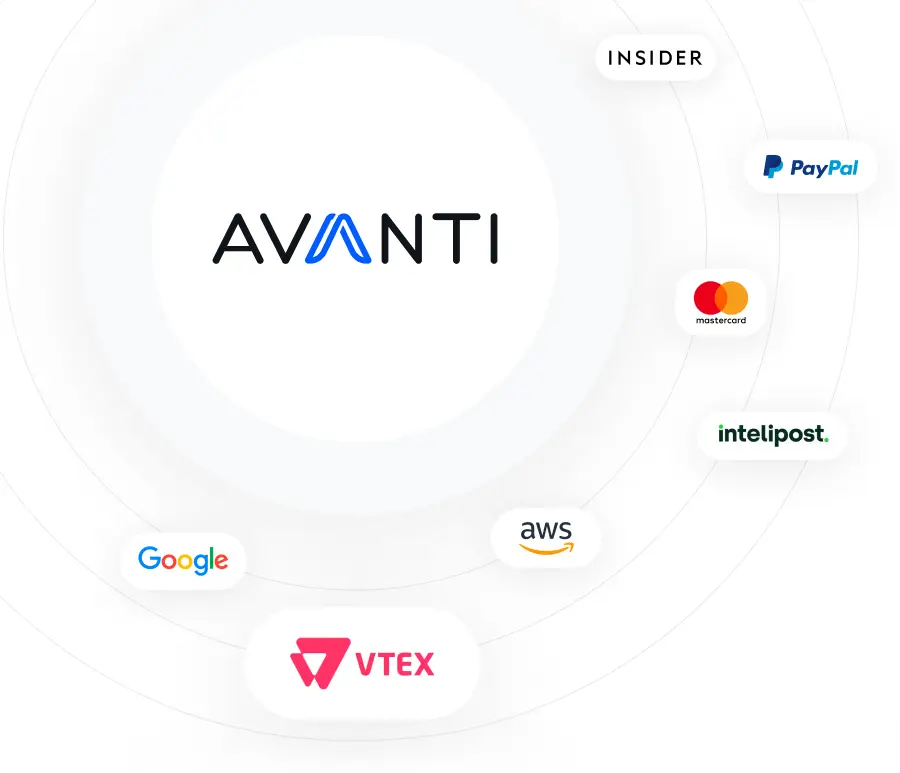 INSIDER
PayPal
AVANTI
mastercard
intelipost.
aws
Google
VTEX